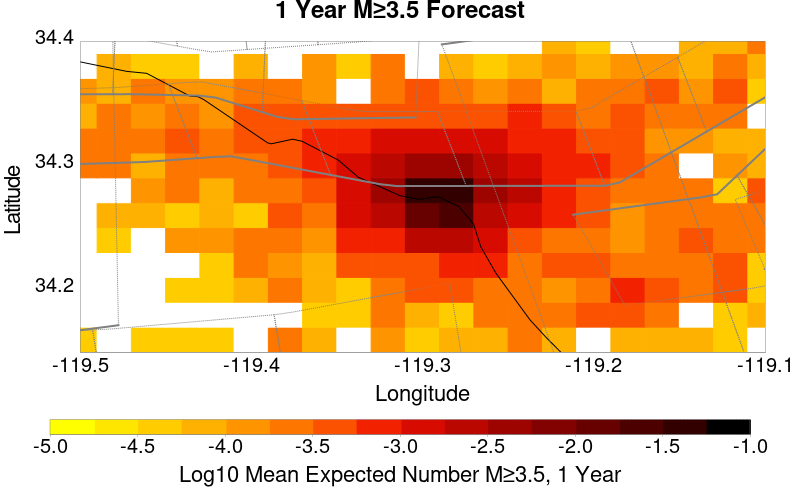 1 Year M≥3.5 Forecast
34.4
34.3
34.2
Latitude
-119.5 -119.4 -119.3 -119.2 -119.1
Longitude
-5.0 -4.5 -4.0 -3.5 -3.0 -2.5 -2.0 -1.5 -1.0
Log10 Mean Expected Number M≥3.5, 1 Year